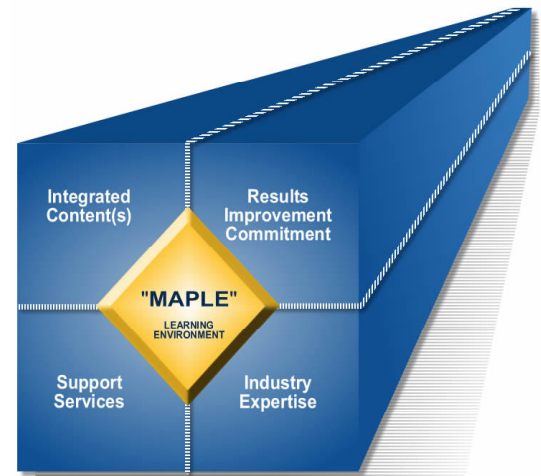 Integrated
Content(s)
Results
Improvement
Commitment
"MAPLE"
LEARNING
ENVIRONMENT
Support
Services
Industry
Expertise